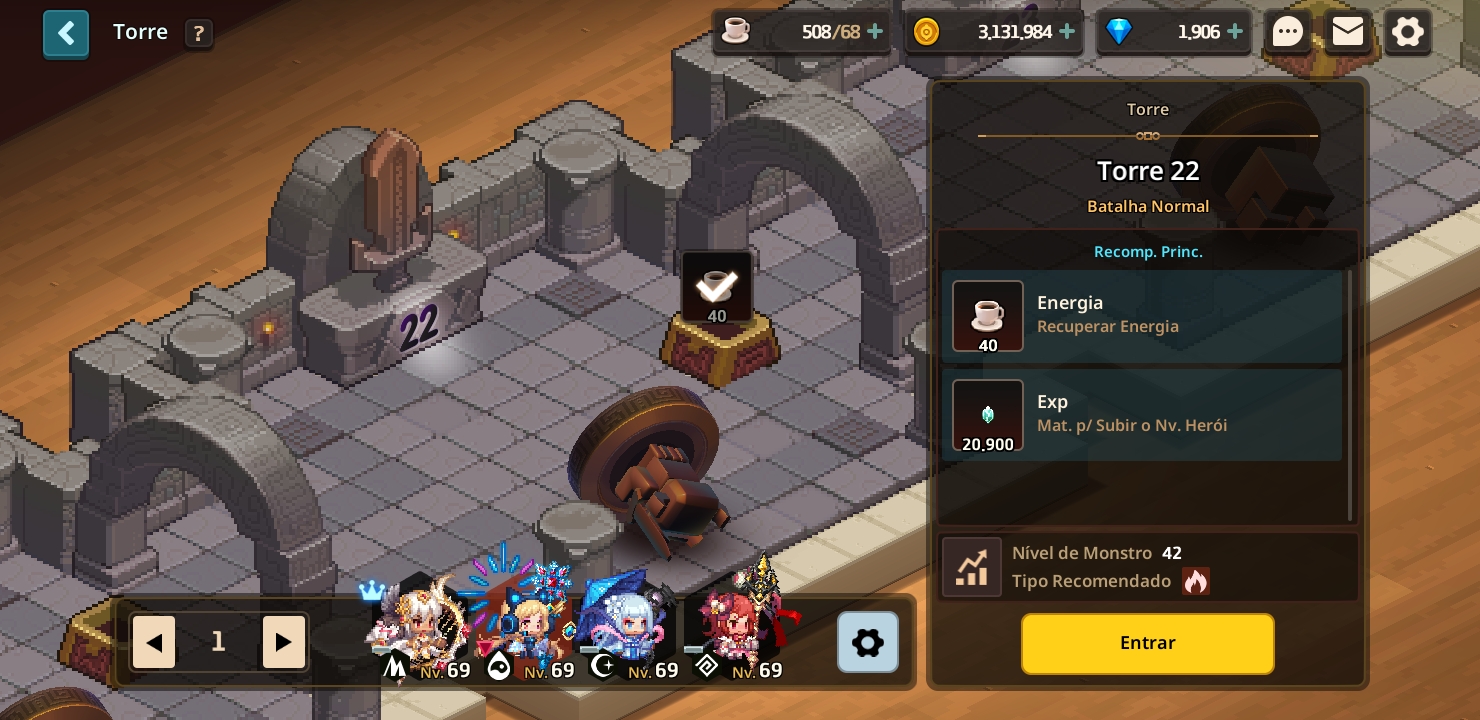 Torre ?
508/68
3,131,984
1,906
Torre
Torre 22
Batalha Normal
Recomp. Princ.
Energia
Recuperar Energia
40
Exp
Mat. p/ Subir o Nv. Herói
20,900
Nível de Monstro 42
Tipo Recomendado
Entrar
22
40
1
Nv. 69
Nv. 69
Nv. 69
Nv. 69